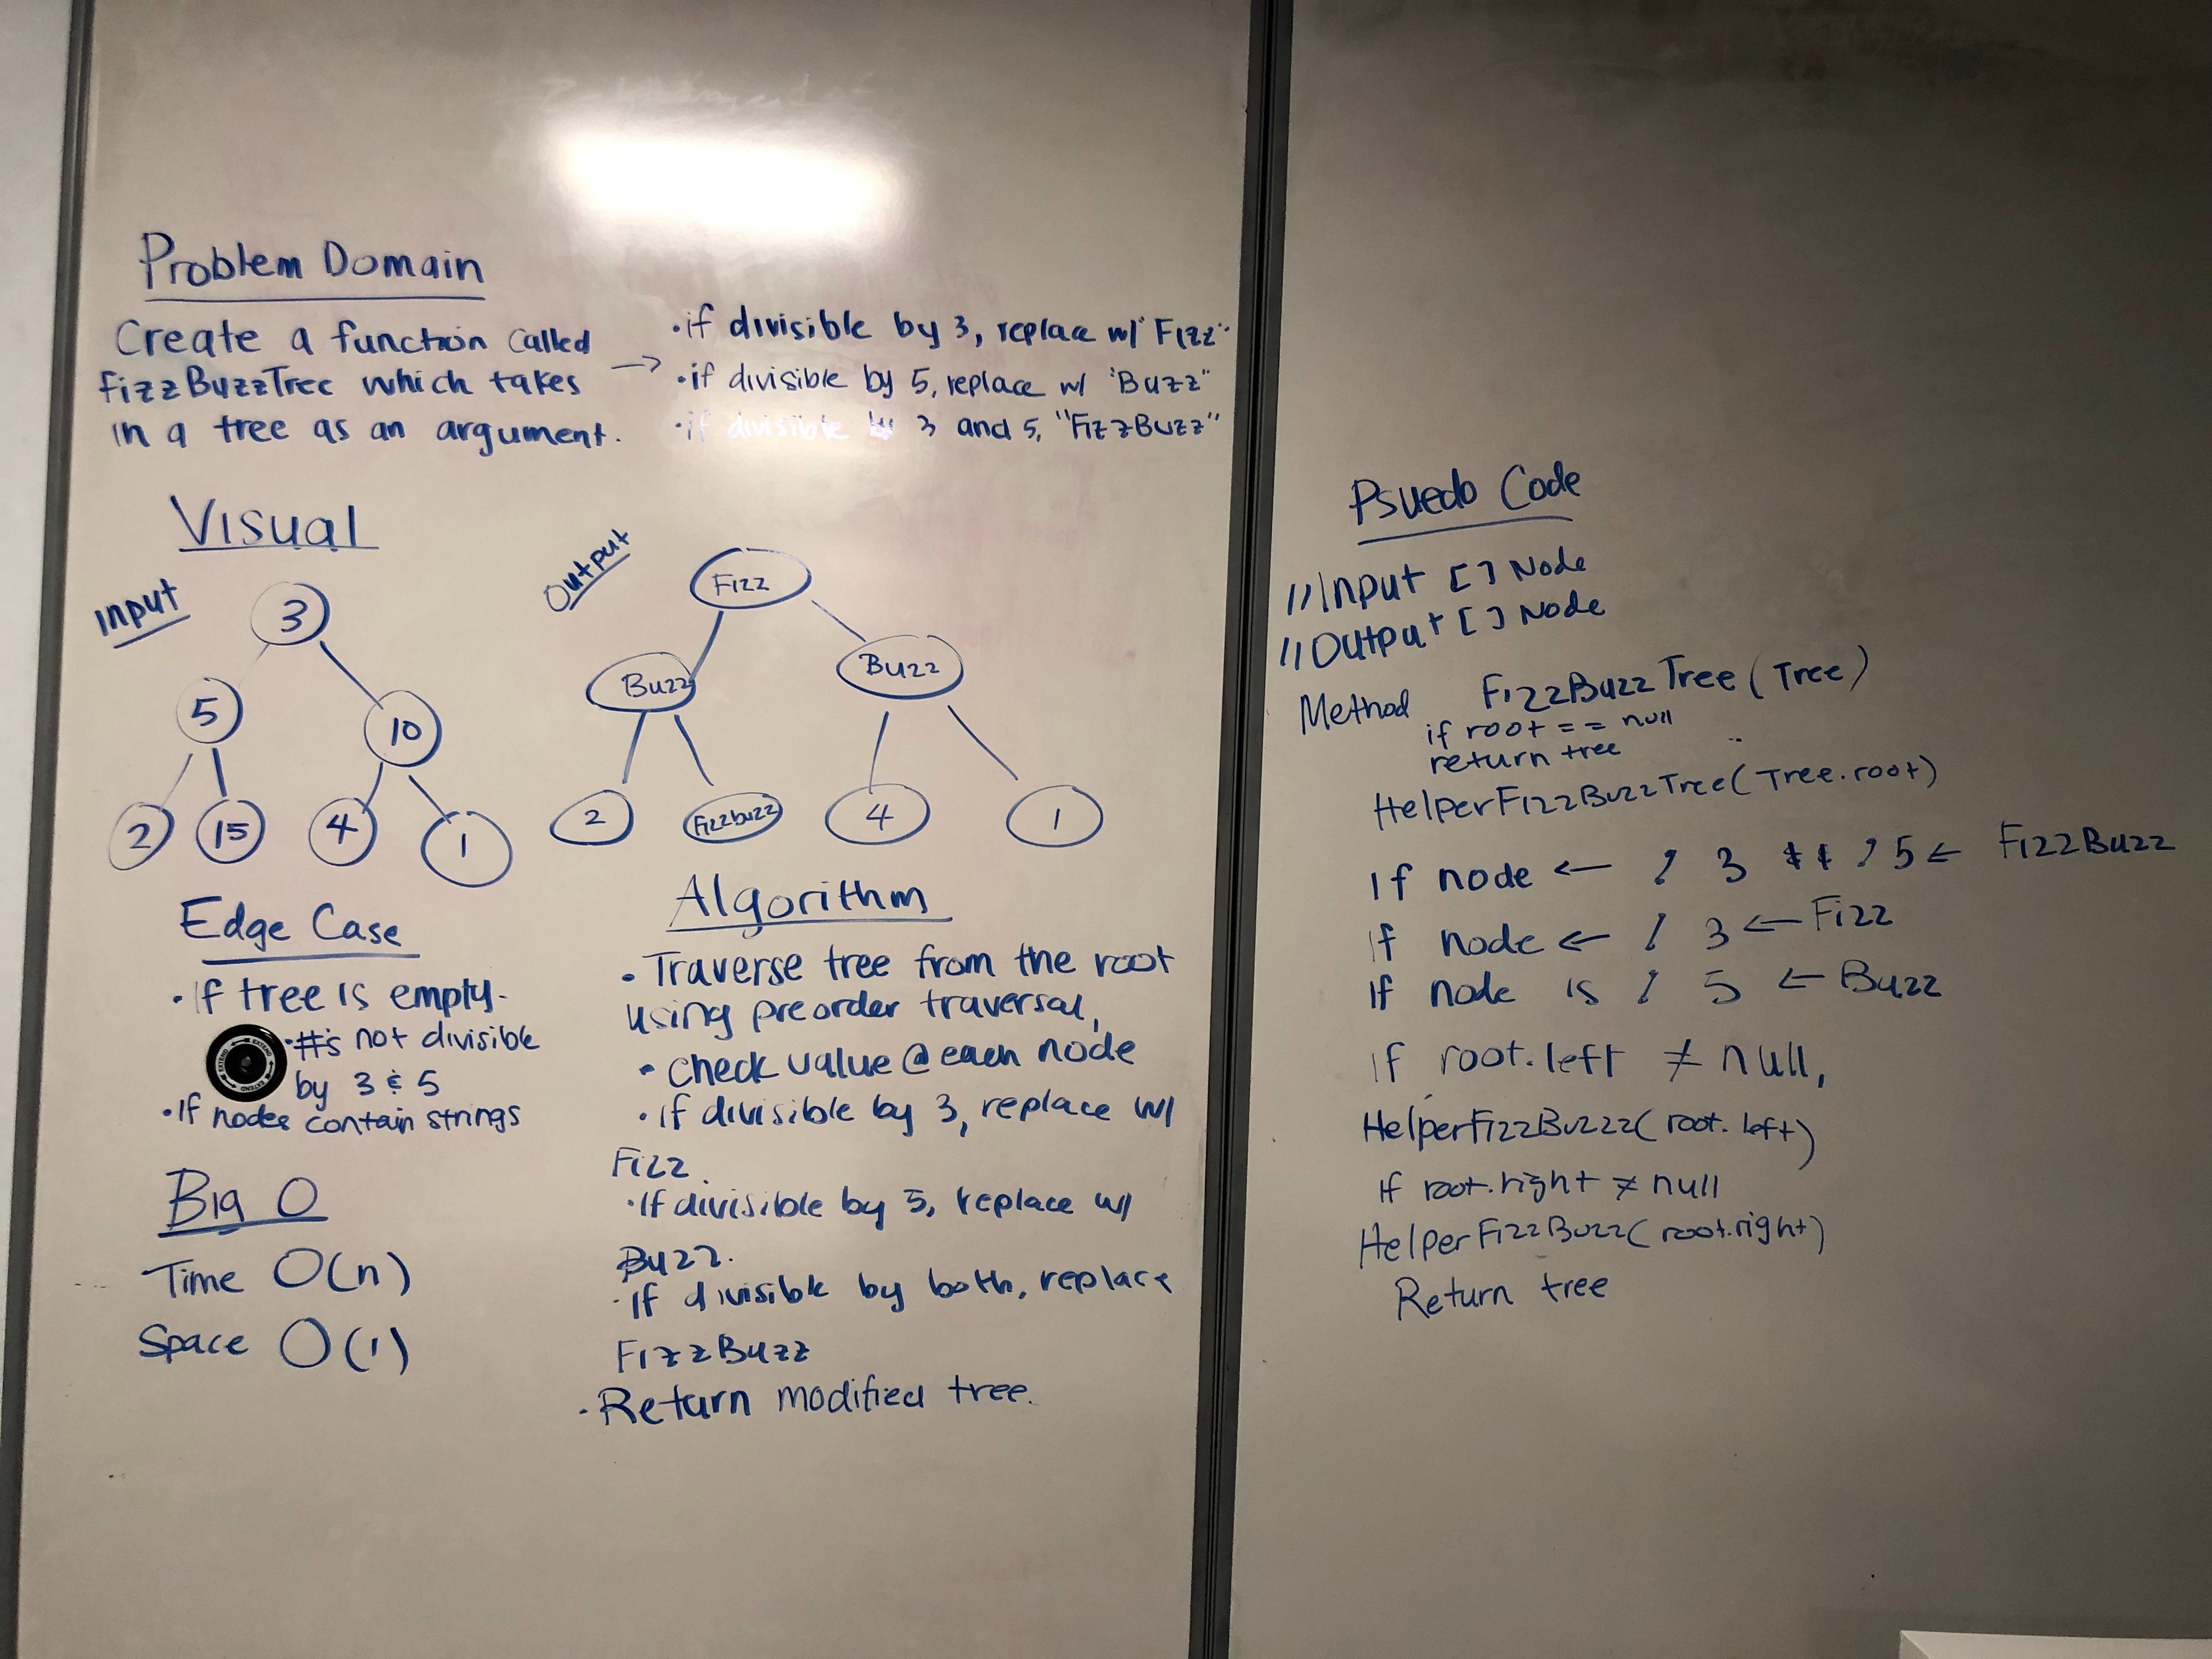 Problem Domain
Create a function called
fizzBuzzTree which takes
in a tree as an argument.
→ •if divisible by 3, replace w/ "Fizz"
•if divisible by 5, replace w/ 'Buzz"
•if divisible by 3 and 5, "FizzBuzz"
Visual
Input
3
5
10
2
15
4
1
Output
Fizz
Buzz
Buzz
2
Fizzbuzz
4
1
Edge Case
•If tree is empty.
•#'s not divisible
by 3 & 5
•If nodes contain strings
EXTEND EXTEND EXTEND EXTEND
Big O
Time O(n)
Space O(1)
Algorithm
•Traverse tree from the root
using preorder traversal,
•check value @ each node
•if divisible by 3, replace w/
Fizz.
•If divisible by 5, replace w/
Buzz.
•If divisible by both, replace
FizzBuzz
•Return modified tree.
Psuedo Code
//Input [] Node
//Output [] Node
Method FizzBuzzTree (Tree)
if root == null
return tree
HelperFizzBuzzTree(Tree.root)
If node ← % 3 && % 5 ← FizzBuzz
If node ← % 3 ← Fizz
If node is % 5 ← Buzz
If root.left ≠ null,
HelperFizzBuzzz(root.left)
If root.right ≠ null
HelperFizzBuzz(root.right)
Return tree